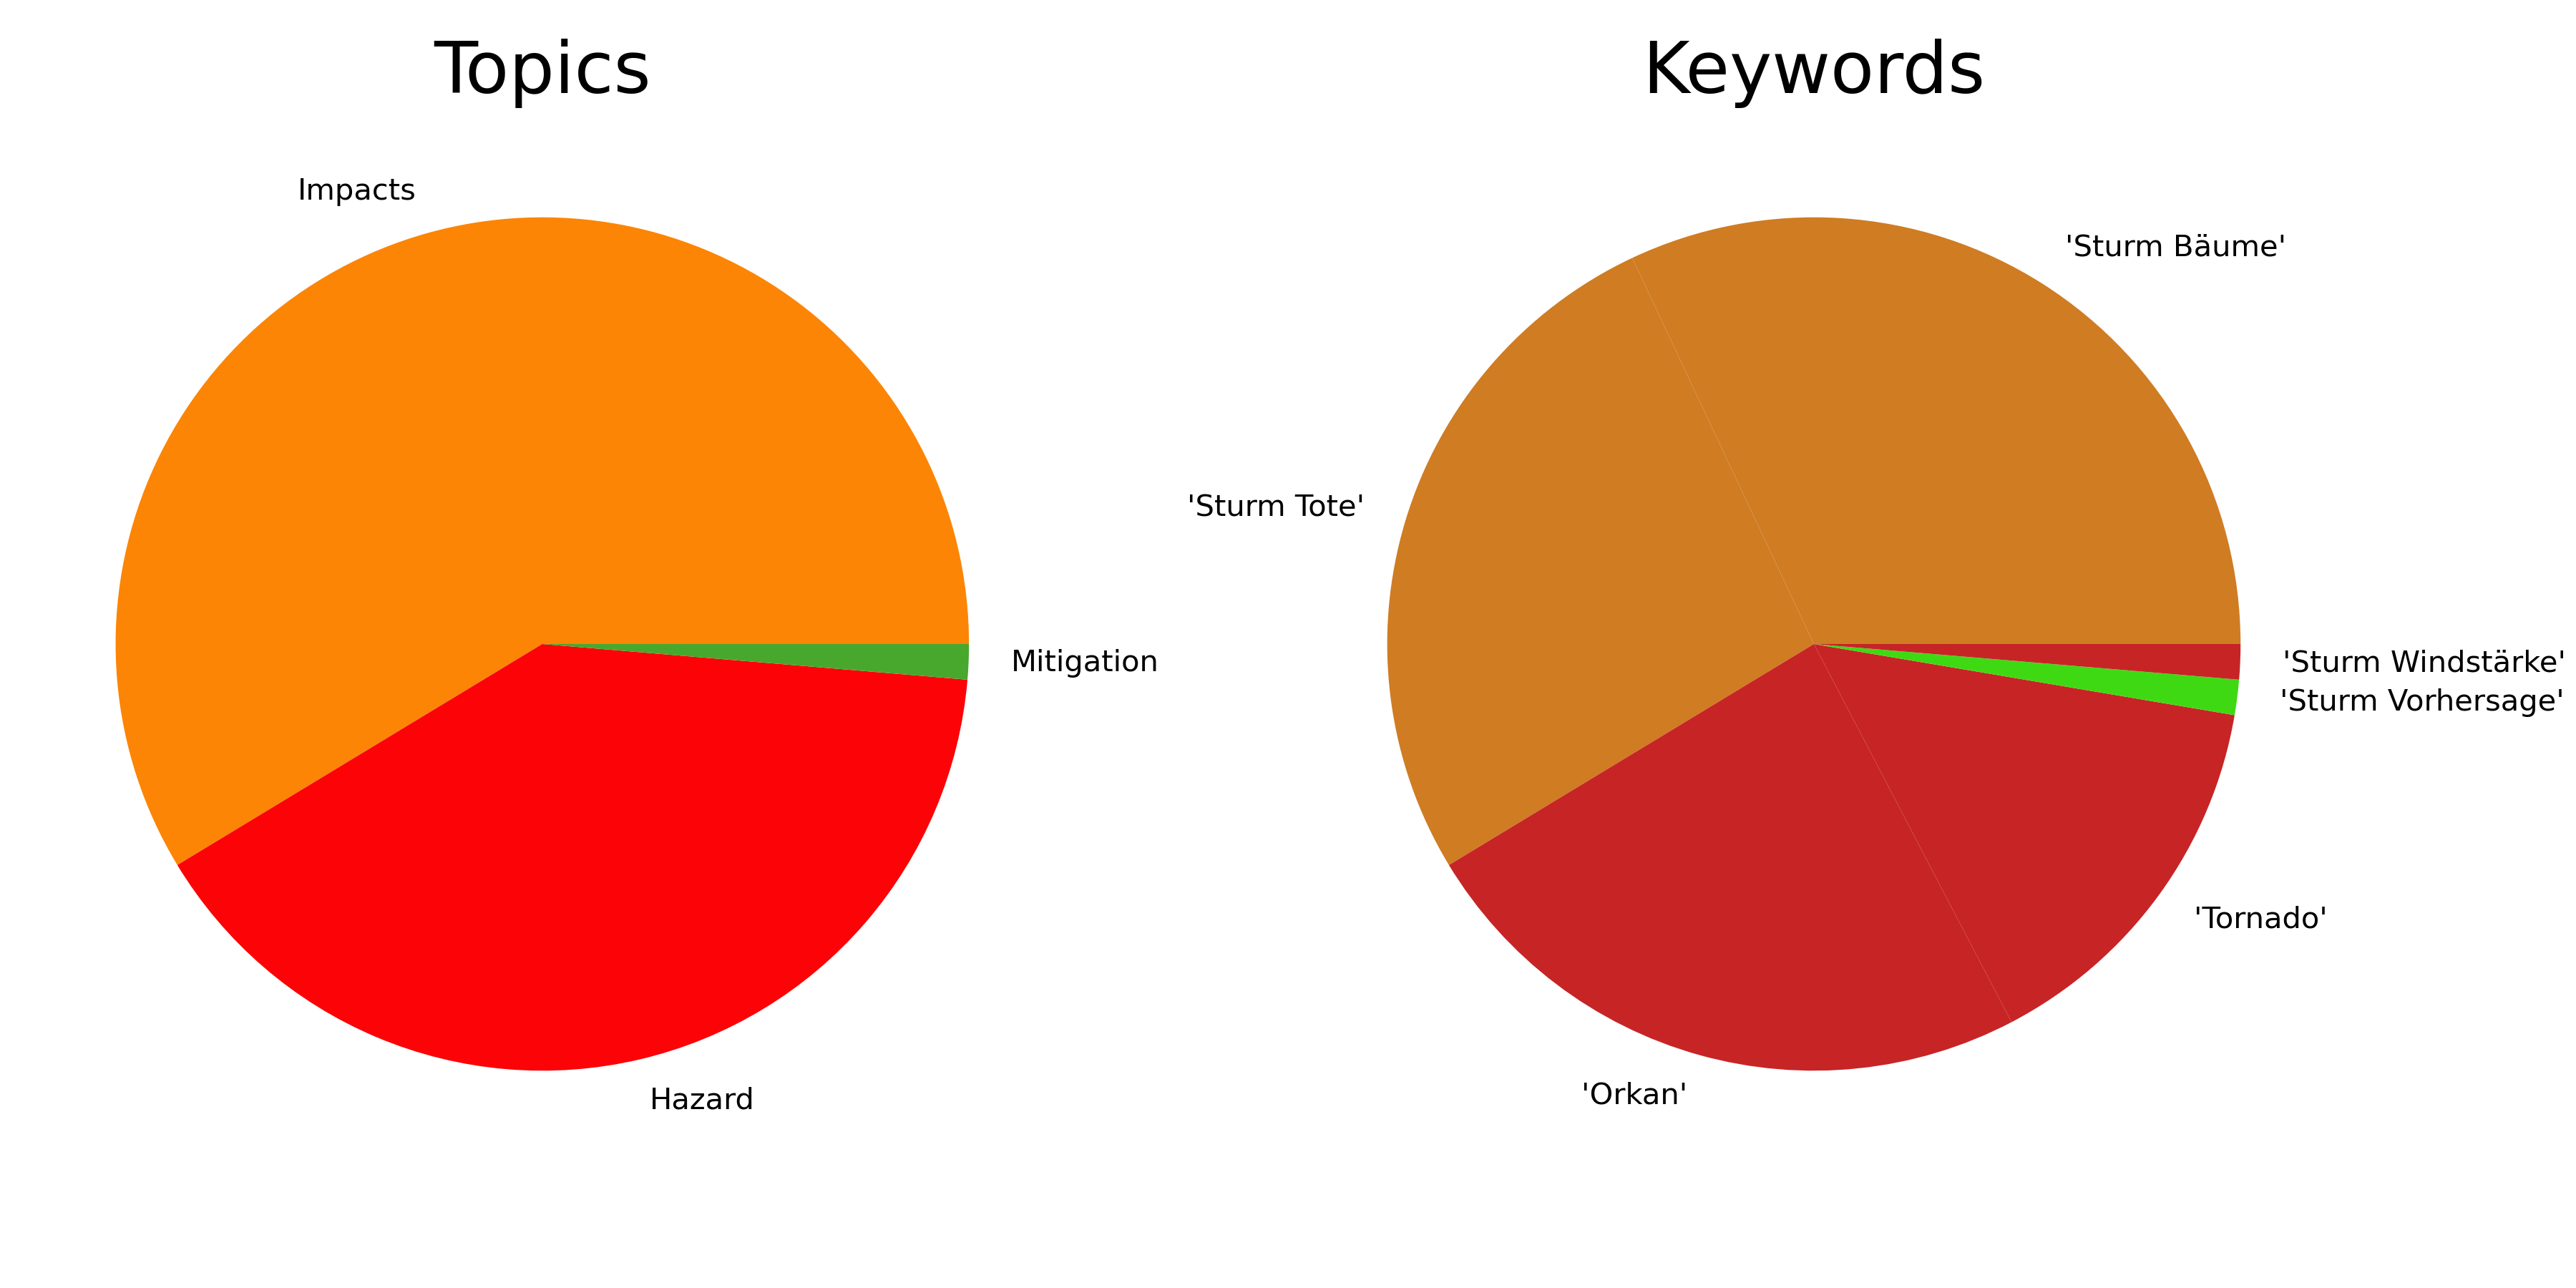 Topics
Impacts
Mitigation
Hazard
Keywords
'Sturm Bäume'
'Sturm Tote'
'Sturm Windstärke'
'Sturm Vorhersage'
'Tornado'
'Orkan'